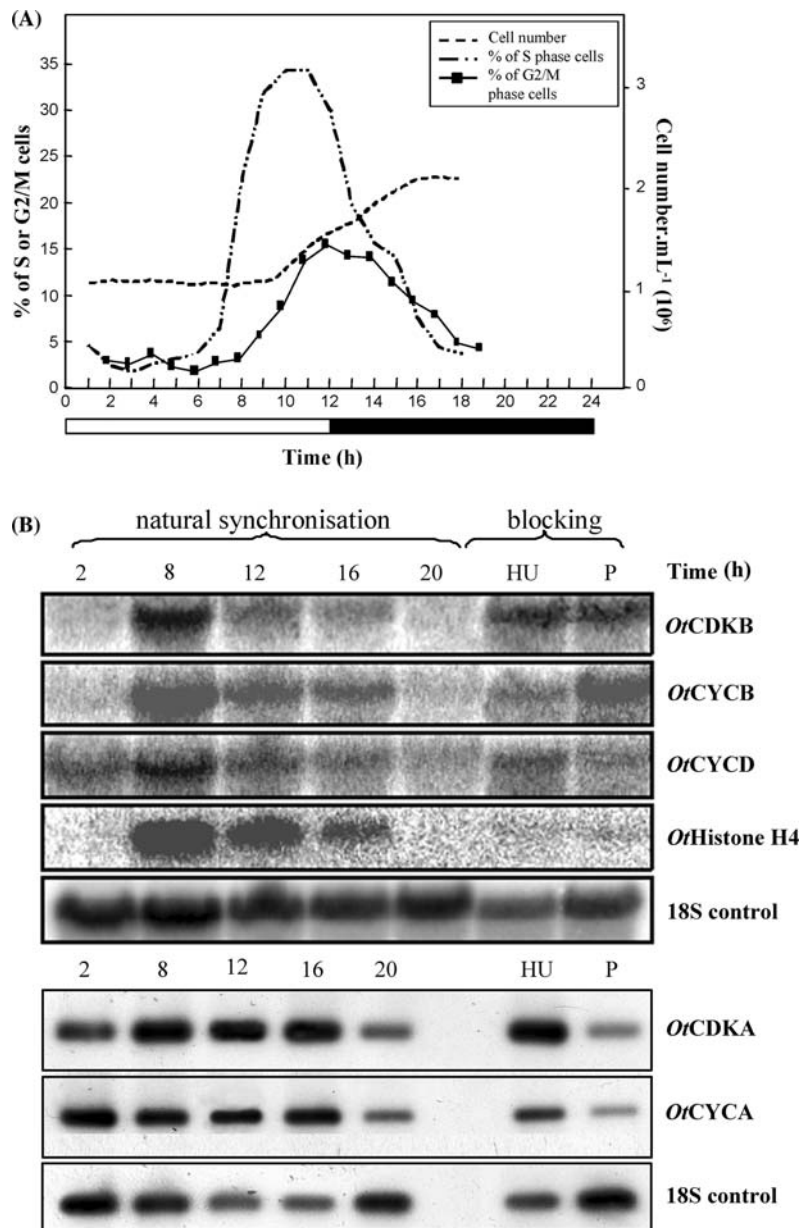 (A)
Cell number
% of S phase cells
% of G2/M
phase cells
35
30
25
20
15
10
5
0
% of S or G2/M cells
3
2
1
0
Cell number.mL⁻¹ (10⁶)
0 2 4 6 8 10 12 14 16 18 20 22 24
Time (h)
(B)
natural synchronisation blocking
2 8 12 16 20 HU P Time (h)
OtCDKB
OtCYCB
OtCYCD
OtHistone H4
18S control
2 8 12 16 20 HU P
OtCDKA
OtCYCA
18S control